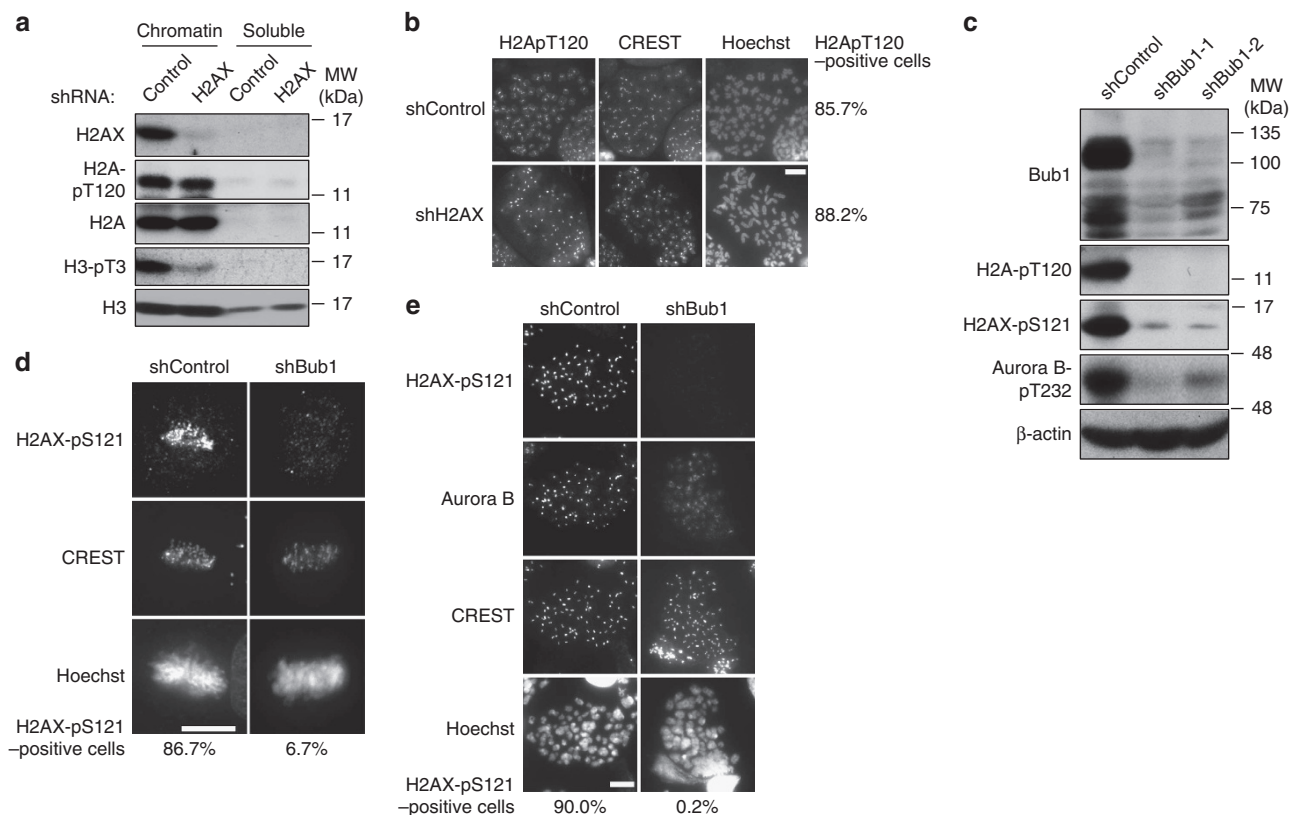 a
Chromatin Soluble
shRNA: Control H2AX Control H2AX MW (kDa)
H2AX 17
H2A-
pT120 11
H2A 11
H3-pT3 17
H3 17
b
H2ApT120 CREST Hoechst H2ApT120
–positive cells
shControl 85.7%
shH2AX 88.2%
c
shControl shBub1-1 shBub1-2 MW (kDa)
Bub1 135
100
75
H2A-pT120 11
H2AX-pS121 17
Aurora B-
pT232 48
48
β-actin
d
shControl shBub1
H2AX-pS121
CREST
Hoechst
H2AX-pS121
–positive cells 86.7% 6.7%
e
shControl shBub1
H2AX-pS121
Aurora B
CREST
Hoechst
H2AX-pS121
–positive cells 90.0% 0.2%